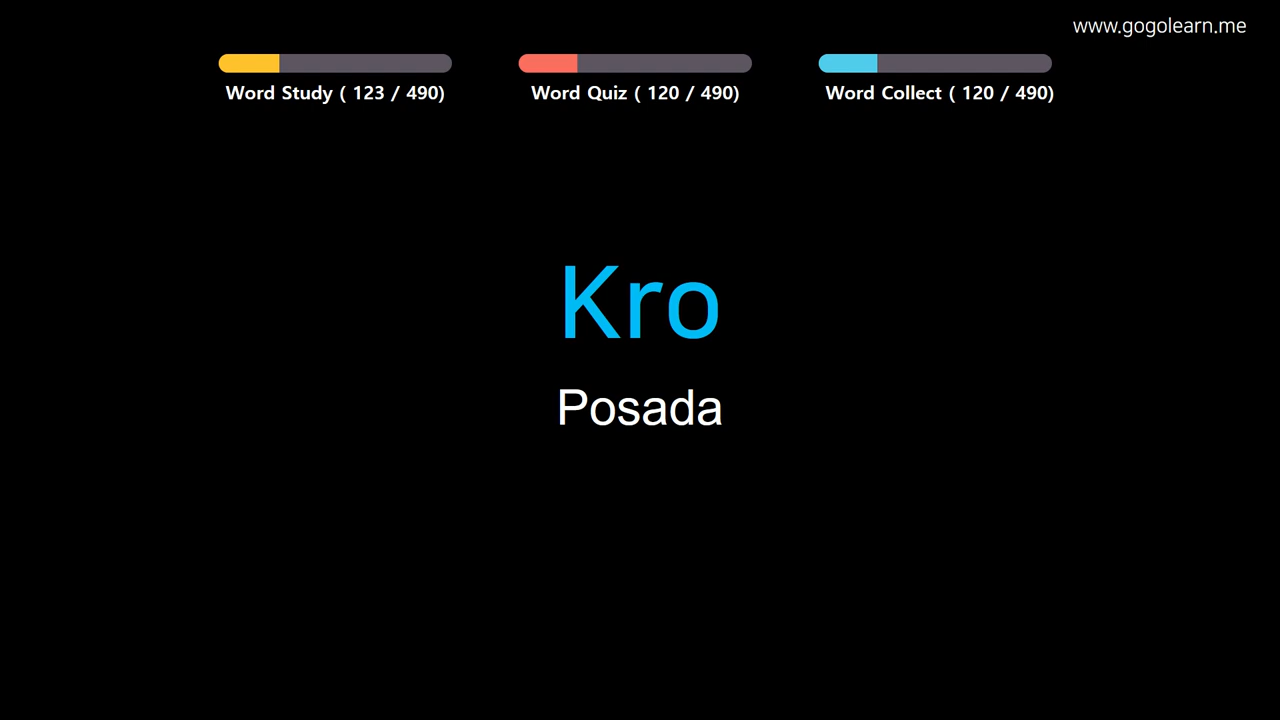 www.gogolearn.me
Word Study ( 123 / 490)
Word Quiz ( 120 / 490)
Word Collect ( 120 / 490)
Kro
Posada